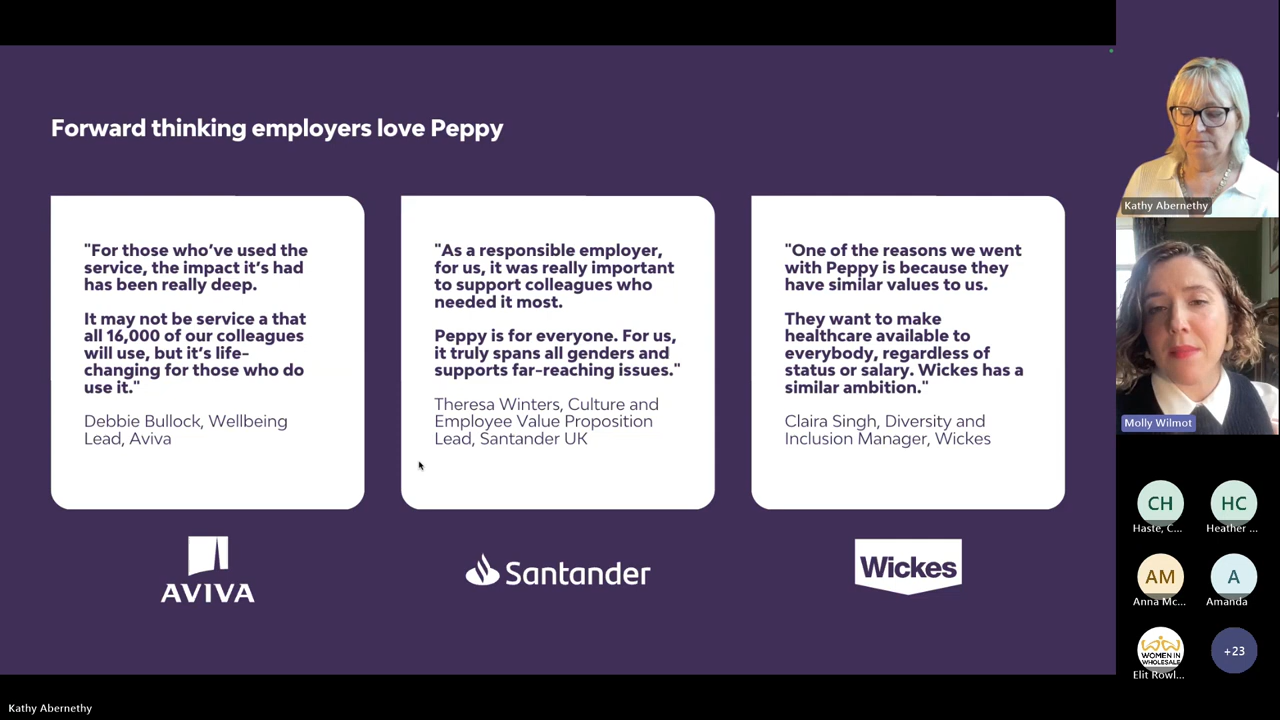 Forward thinking employers love Peppy
"For those who've used the
service, the impact it's had
has been really deep.
It may not be service a that
all 16,000 of our colleagues
will use, but it's life-
changing for those who do
use it."
Debbie Bullock, Wellbeing
Lead, Aviva
AVIVA
"As a responsible employer,
for us, it was really important
to support colleagues who
needed it most.
Peppy is for everyone. For us,
it truly spans all genders and
supports far-reaching issues."
Theresa Winters, Culture and
Employee Value Proposition
Lead, Santander UK
Santander
"One of the reasons we went
with Peppy is because they
have similar values to us.
They want to make
healthcare available to
everybody, regardless of
status or salary. Wickes has a
similar ambition."
Claira Singh, Diversity and
Inclusion Manager, Wickes
Wickes
Kathy Abernethy
Molly Wilmot
CH
Haste, C...
HC
Heather ...
AM
Anna Mc...
A
Amanda
WOMEN IN
WHOLESALE
Elit Rowl...
+23
Kathy Abernethy